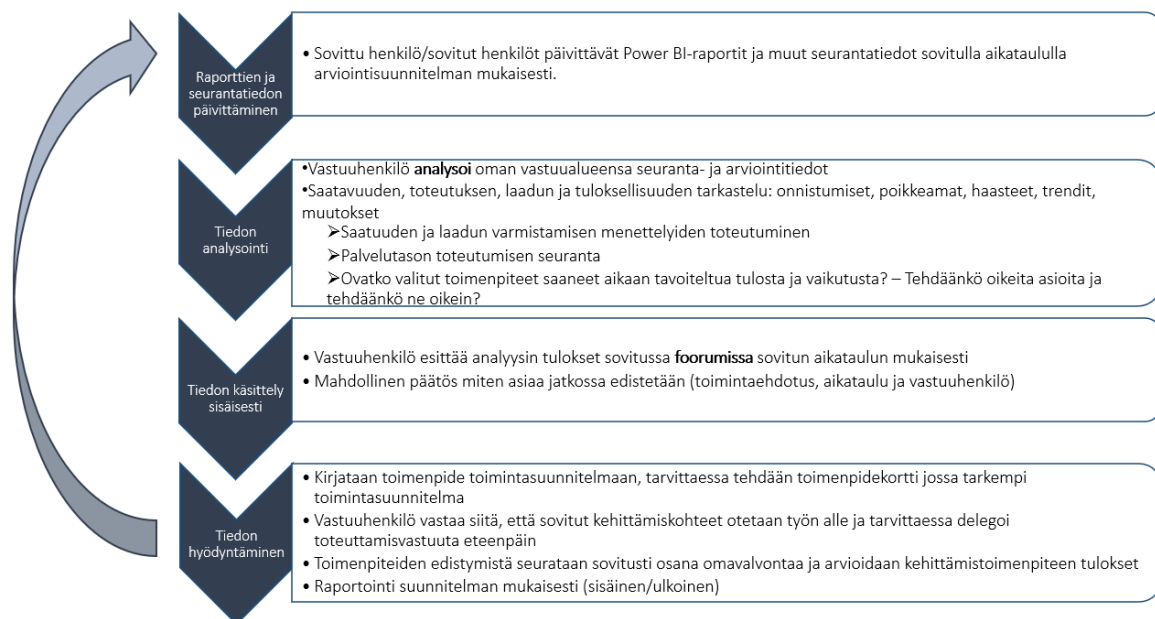 Raporttien ja
seurantatiedon
päivittäminen
• Sovittu henkilö/sovitut henkilöt päivittävät Power BI-raportit ja muut seurantatiedot sovitulla aikataululla
arviointisuunnitelman mukaisesti.
Tiedon
analysointi
•Vastuuhenkilö analysoi oman vastuualueensa seuranta- ja arviointitiedot
•Saatavuuden, toteutuksen, laadun ja tuloksellisuuden tarkastelu: onnistumiset, poikkeamat, haasteet, trendit,
muutokset
➢Saatuuden ja laadun varmistamisen menettelyiden toteutuminen
➢Palvelutason toteutumisen seuranta
➢Ovatko valitut toimenpiteet saaneet aikaan tavoiteltua tulosta ja vaikutusta? – Tehdäänkö oikeita asioita ja
tehdäänkö ne oikein?
Tiedon käsittely
sisäisesti
• Vastuuhenkilö esittää analyysin tulokset sovitussa foorumissa sovitun aikataulun mukaisesti
• Mahdollinen päätös miten asiaa jatkossa edistetään (toimintaehdotus, aikataulu ja vastuuhenkilö)
Tiedon
hyödyntäminen
• Kirjataan toimenpide toimintasuunnitelmaan, tarvittaessa tehdään toimenpidekortti jossa tarkempi
toimintasuunnitelma
• Vastuuhenkilö vastaa siitä, että sovitut kehittämiskohteet otetaan työn alle ja tarvittaessa delegoi
toteuttamisvastuuta eteenpäin
• Toimenpiteiden edistymistä seurataan sovitusti osana omavalvontaa ja arvioidaan kehittämistoimenpiteen tulokset
• Raportointi suunnitelman mukaisesti (sisäinen/ulkoinen)